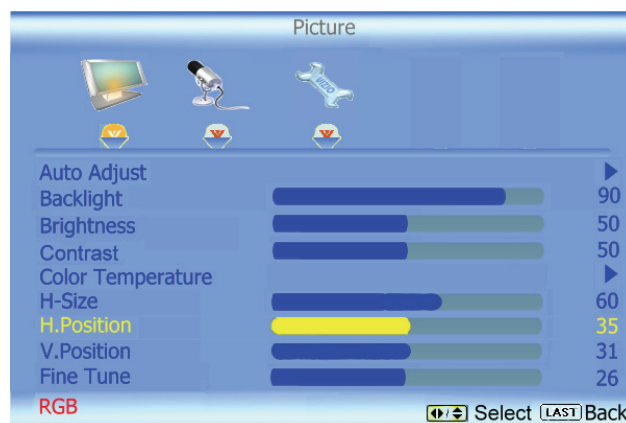 Picture
VIZIO
Auto Adjust
Backlight 90
Brightness 50
Contrast 50
Color Temperature
H-Size 60
H.Position 35
V.Position 31
Fine Tune 26
RGB Select LAST Back